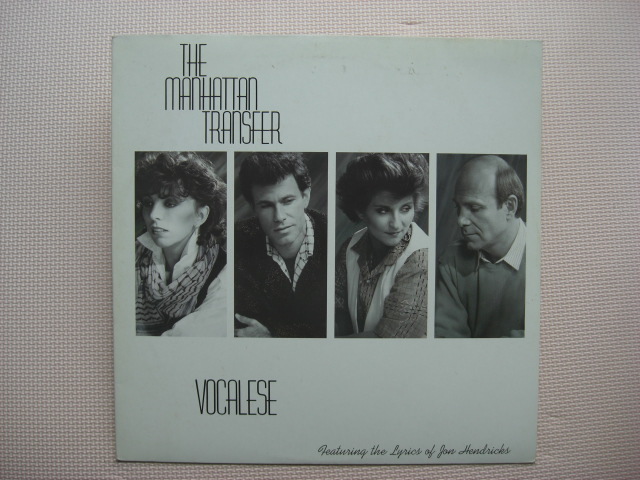 THE
MANHATTAN
TRANSFER
VOCALESE
Featuring the Lyrics of Jon Hendricks